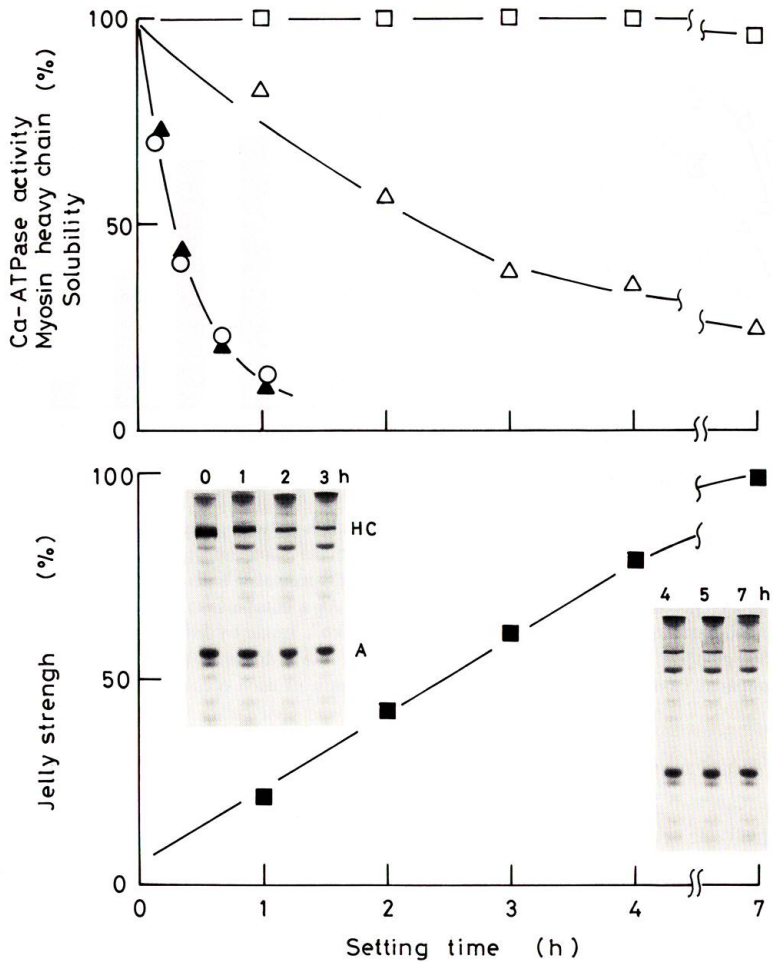 Ca-ATPase activity
Myosin heavy chain (%)
Solubility
100
50
0
Jelly strengh (%)
100
50
0
0 1 2 3 h
HC
A
4 5 7 h
0 1 2 3 4 7
Setting time (h)